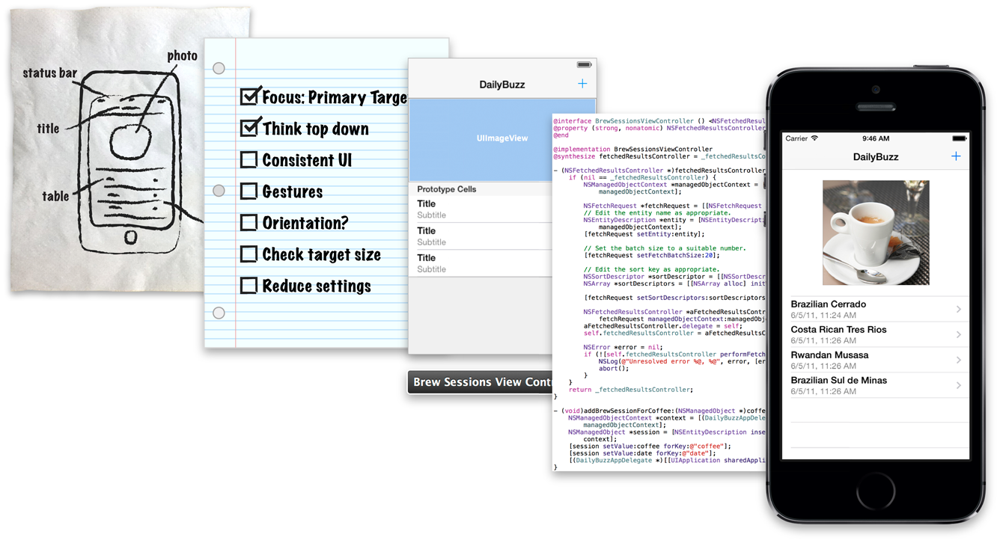 photo
status bar
title
table
Focus: Primary Targe
Think top down
Consistent UI
Gestures
Orientation?
Check target size
Reduce settings
DailyBuzz +
UIImageView
Prototype Cells
Title
Subtitle
Title
Subtitle
Title
Subtitle
Brew Sessions View Contr
@interface BrewSessionsViewController () <NSFetchedResul
@property (strong, nonatomic) NSFetchedResultsController
@end
@implementation BrewSessionsViewController
@synthesize fetchedResultsController = _fetchedResultsCo
- (NSFetchedResultsController *)fetchedResultsController
if (nil == _fetchedResultsController) {
NSManagedObjectContext *mangedObjectContext =
managedObjectContext];
NSFetchRequest *fetchRequest = [[NSFetchRequest
// Edit the entity name as appropriate.
NSEntityDescription *entity = [NSEntityDescripti
managedObjectContext];
[fetchRequest setEntity:entity];
// Set the batch size to a suitable number.
[fetchRequest setFetchBatchSize:20];
// Edit the sort key as appropriate.
NSSortDescriptor *sortDescriptor = [[NSSortDescr
NSArray *sortDescriptors = [[NSArray alloc] init
[fetchRequest setSortDescriptors:sortDescriptors
NSFetchedResultsController *aFetchedResultsContr
fetchRequest managedObjectContext:managedObj
aFetchedResultsController.delegate = self;
self.fetchedResultsController = aFetchedResultsC
NSError *error = nil;
if (![self.fetchedResultsController performFetch
NSLog(@"Unresolved error %@, %@", error, [er
abort();
}
}
return _fetchedResultsController;
}
- (void)addBrewSessionForCoffee:(NSManagedObject *)coffe
NSManagedObjectContext *context = [(DailyBuzzAppDele
managedObjectContext];
NSManagedObject *session = [NSEntityDescription inse
context];
[session setValue:coffee forKey:@"coffee"];
[session setValue:date forKey:@"date"];
[(DailyBuzzAppDelegate *)[[UIApplication sharedAppli
}
Carrier 9:46 AM
DailyBuzz +
Brazilian Cerrado
6/5/11, 11:24 AM
Costa Rican Tres Rios
6/5/11, 11:26 AM
Rwandan Musasa
6/5/11, 11:26 AM
Brazilian Sul de Minas
6/5/11, 11:26 AM